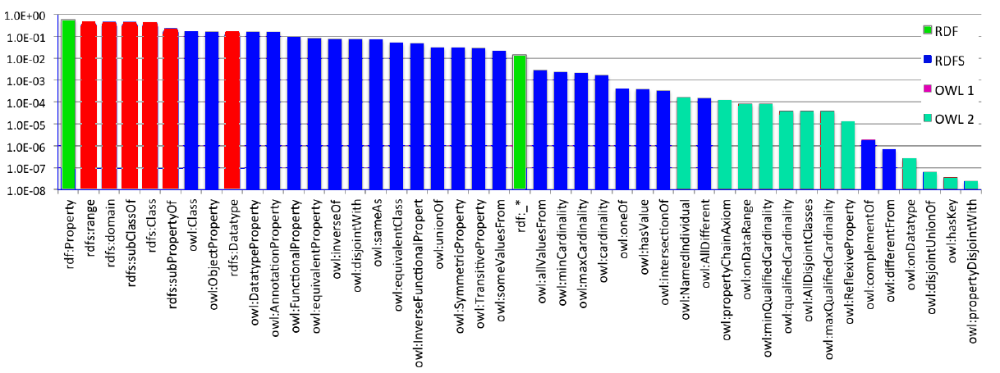 1.0E+00
1.0E-01
1.0E-02
1.0E-03
1.0E-04
1.0E-05
1.0E-06
1.0E-07
1.0E-08
RDF
RDFS
OWL 1
OWL 2
rdf:Property
rdfs:range
rdfs:domain
rdfs:subClassOf
rdfs:Class
rdfs:subPropertyOf
owl:Class
owl:ObjectProperty
rdfs:Datatype
owl:DatatypeProperty
owl:AnnotationProperty
owl:FunctionalProperty
owl:equivalentProperty
owl:inverseOf
owl:disjointWith
owl:sameAs
owl:equivalentClass
owl:InverseFunctionalPropert
owl:unionOf
owl:SymmetricProperty
owl:TransitiveProperty
owl:someValuesFrom
rdf:_*
owl:allValuesFrom
owl:minCardinality
owl:maxCardinality
owl:cardinality
owl:oneOf
owl:hasValue
owl:intersectionOf
owl:NamedIndividual
owl:AllDifferent
owl:propertyChainAxiom
owl:onDataRange
owl:minQualifiedCardinality
owl:qualifiedCardinality
owl:AllDisjointClasses
owl:maxQualifiedCardinality
owl:ReflexiveProperty
owl:complementOf
owl:differentFrom
owl:onDatatype
owl:disjointUnionOf
owl:hasKey
owl:propertyDisjointWith